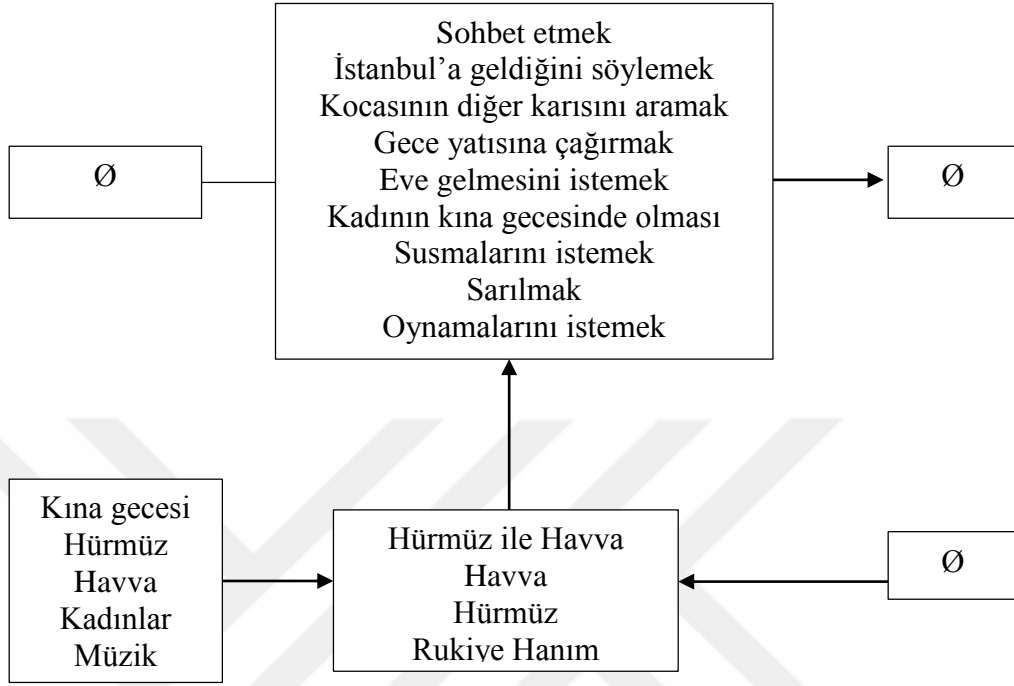 Sohbet etmek
İstanbul’a geldiğini söylemek
Kocasının diğer karısını aramak
Gece yatısına çağırmak
Eve gelmesini istemek
Kadının kına gecesinde olması
Susmalarını istemek
Sarılmak
Oynamalarını istemek
Ø
Ø
Kına gecesi
Hürmüz
Havva
Kadınlar
Müzik
Hürmüz ile Havva
Havva
Hürmüz
Rukiye Hanım
Ø